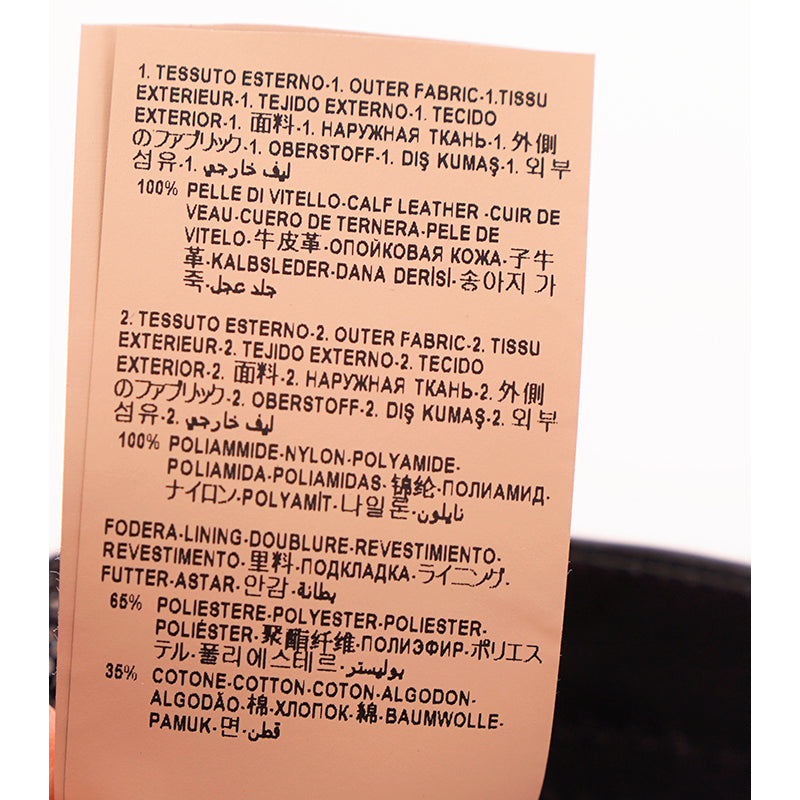 1. TESSUTO ESTERNO-1. OUTER FABRIC-1.TISSU
EXTERIEUR-1. TEJIDO EXTERNO-1. TECIDO
EXTERIOR-1. 面料-1. НАРУЖНАЯ ТКАНЬ-1. 外側
のファブリック-1. OBERSTOFF-1. DIŞ KUMAŞ-1. 외부
섬유-1. ليف خارجي
100% PELLE DI VITELLO-CALF LEATHER -CUIR DE
VEAU-CUERO DE TERNERA-PELE DE
VITELO-牛皮革-ОПОЙКОВАЯ КОЖА-子牛
革-KALBSLEDER-DANA DERİSİ-송아지 가
죽-جلد عجل
2. TESSUTO ESTERNO-2. OUTER FABRIC-2. TISSU
EXTERIEUR-2. TEJIDO EXTERNO-2. TECIDO
EXTERIOR-2. 面料-2. НАРУЖНАЯ ТКАНЬ-2. 外側
のファブリック-2. OBERSTOFF-2. DIŞ KUMAŞ-2. 외부
섬유-2. ليف خارجي
100% POLIAMMIDE-NYLON-POLYAMIDE-
POLIAMIDA-POLIAMIDAS-锦纶-ПОЛИАМИД-
ナイロン-POLYAMİT-나일론-نايلون
FODERA-LINING-DOUBLURE-REVESTIMIENTO-
REVESTIMENTO-里料-ПОДКЛАДКА-ライニング-
FUTTER-ASTAR-안감-بطانة
65% POLIESTERE-POLYESTER-POLIESTER-
POLIÉSTER-聚酯纤维-ПОЛИЭФИР-ポリエス
テル-폴리에스테르-بوليستر
35% COTONE-COTTON-COTON-ALGODON-
ALGODÃO-棉-ХЛОПОК-綿-BAUMWOLLE-
PAMUK-면-قطن